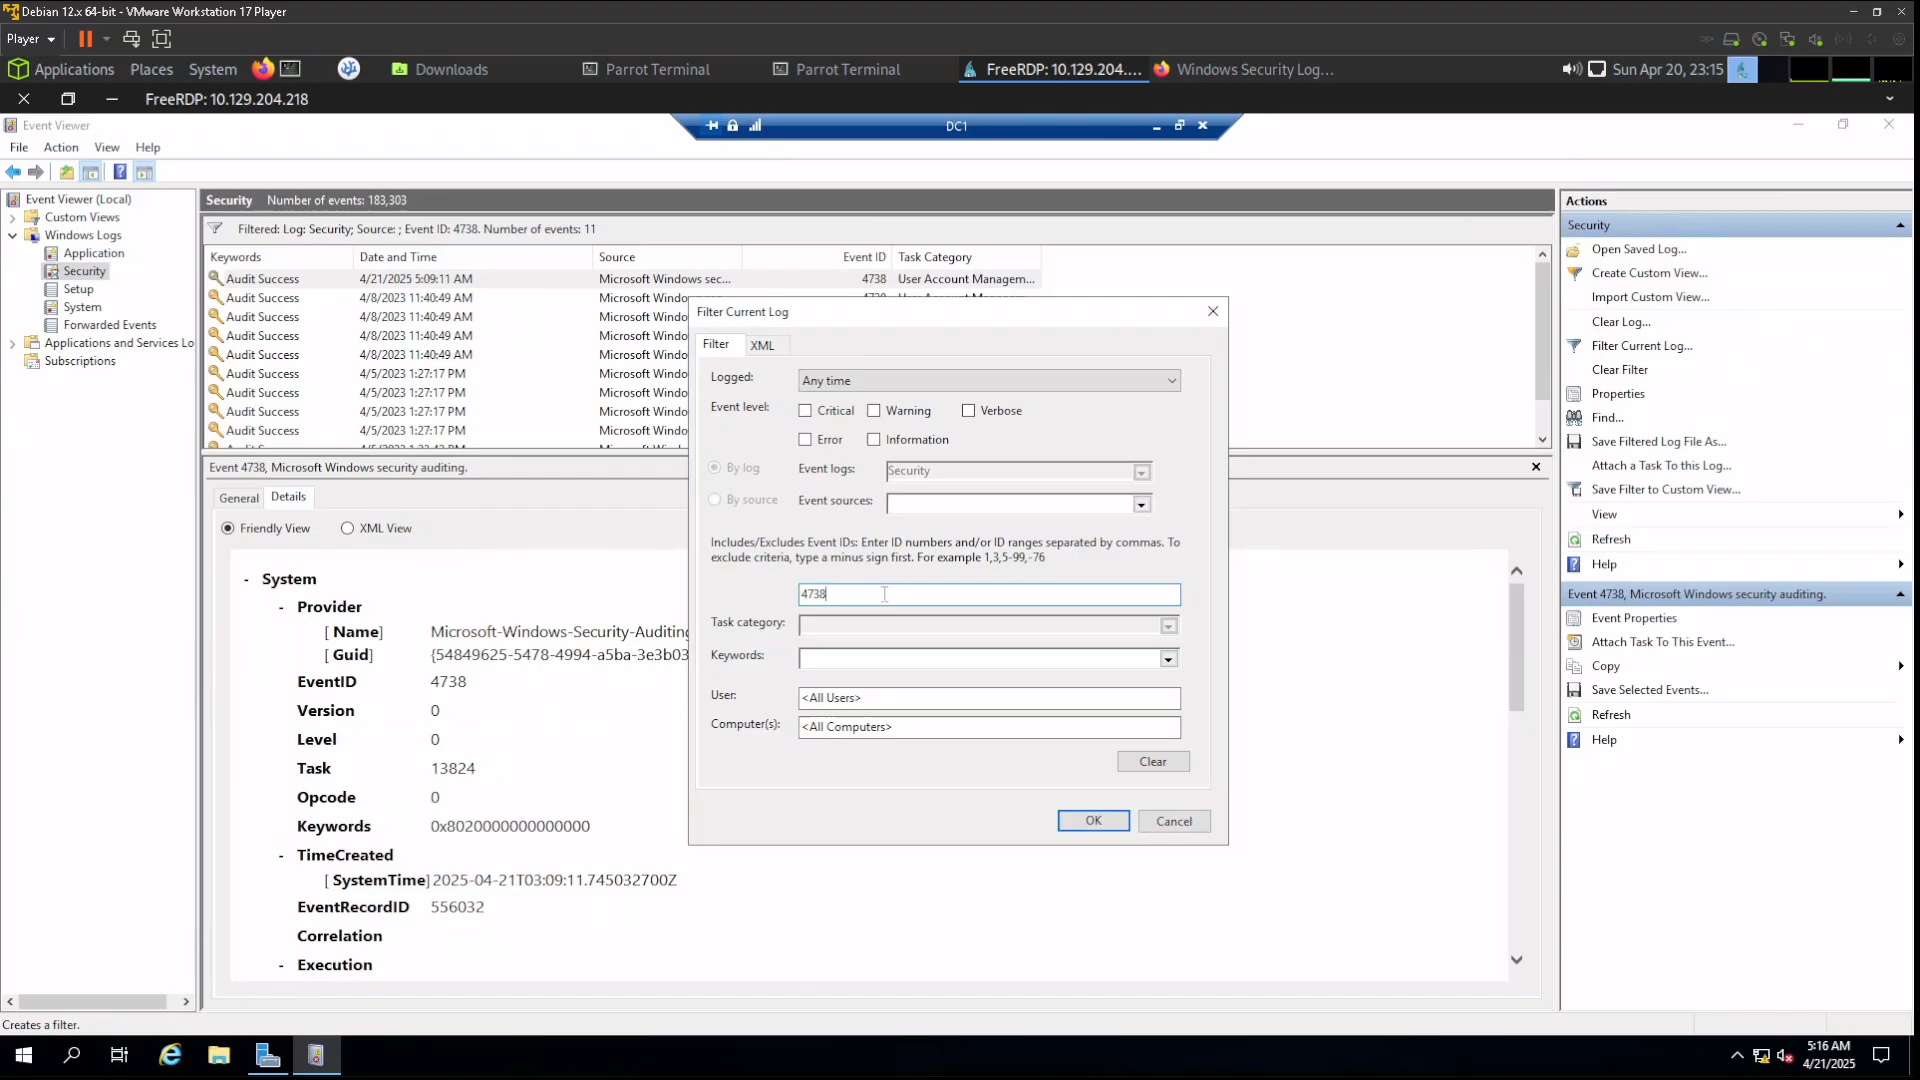 Debian 12.x 64-bit - VMware Workstation 17 Player
Player
Applications Places System Downloads Parrot Terminal Parrot Terminal FreeRDP: 10.129.204.... Windows Security Log... Sun Apr 20, 23:15
FreeRDP: 10.129.204.218
Event Viewer
DC1
File Action View Help
Event Viewer (Local)
Custom Views
Windows Logs
Application
Security
Setup
System
Forwarded Events
Applications and Services Lo
Subscriptions
Security Number of events: 183,303
Filtered: Log: Security; Source: ; Event ID: 4738. Number of events: 11
Keywords Date and Time Source Event ID Task Category
Audit Success 4/21/2025 5:09:11 AM Microsoft Windows sec... 4738 User Account Managem...
Audit Success 4/8/2023 11:40:49 AM Microsoft Windo
Audit Success 4/8/2023 11:40:49 AM Microsoft Windo
Audit Success 4/8/2023 11:40:49 AM Microsoft Windo
Audit Success 4/8/2023 11:40:49 AM Microsoft Windo
Audit Success 4/5/2023 1:27:17 PM Microsoft Windo
Audit Success 4/5/2023 1:27:17 PM Microsoft Windo
Audit Success 4/5/2023 1:27:17 PM Microsoft Windo
Audit Success 4/5/2023 1:27:17 PM Microsoft Windo
Event 4738, Microsoft Windows security auditing.
General Details
Friendly View XML View
- System
- Provider
[ Name] Microsoft-Windows-Security-Auditing
[ Guid] {54849625-5478-4994-a5ba-3e3b03
EventID 4738
Version 0
Level 0
Task 13824
Opcode 0
Keywords 0x8020000000000000
- TimeCreated
[ SystemTime] 2025-04-21T03:09:11.745032700Z
EventRecordID 556032
Correlation
- Execution
Filter Current Log
Filter XML
Logged: Any time
Event level: Critical Warning Verbose
Error Information
By log Event logs: Security
By source Event sources:
Includes/Excludes Event IDs: Enter ID numbers and/or ID ranges separated by commas. To
exclude criteria, type a minus sign first. For example 1,3,5-99,-76
4738
Task category:
Keywords:
User: <All Users>
Computer(s): <All Computers>
Clear
OK Cancel
Actions
Security
Open Saved Log...
Create Custom View...
Import Custom View...
Clear Log...
Filter Current Log...
Clear Filter
Properties
Find...
Save Filtered Log File As...
Attach a Task To this Log...
Save Filter to Custom View...
View
Refresh
Help
Event 4738, Microsoft Windows security auditing.
Event Properties
Attach Task To This Event...
Copy
Save Selected Events...
Refresh
Help
Creates a filter.
5:16 AM
4/21/2025